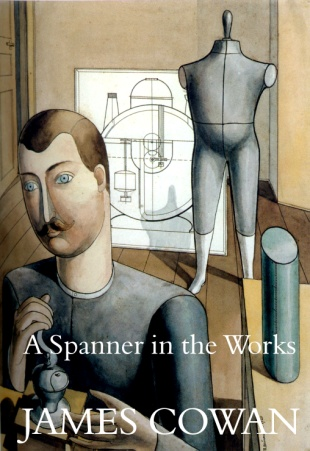 A Spanner in the Works
JAMES COWAN